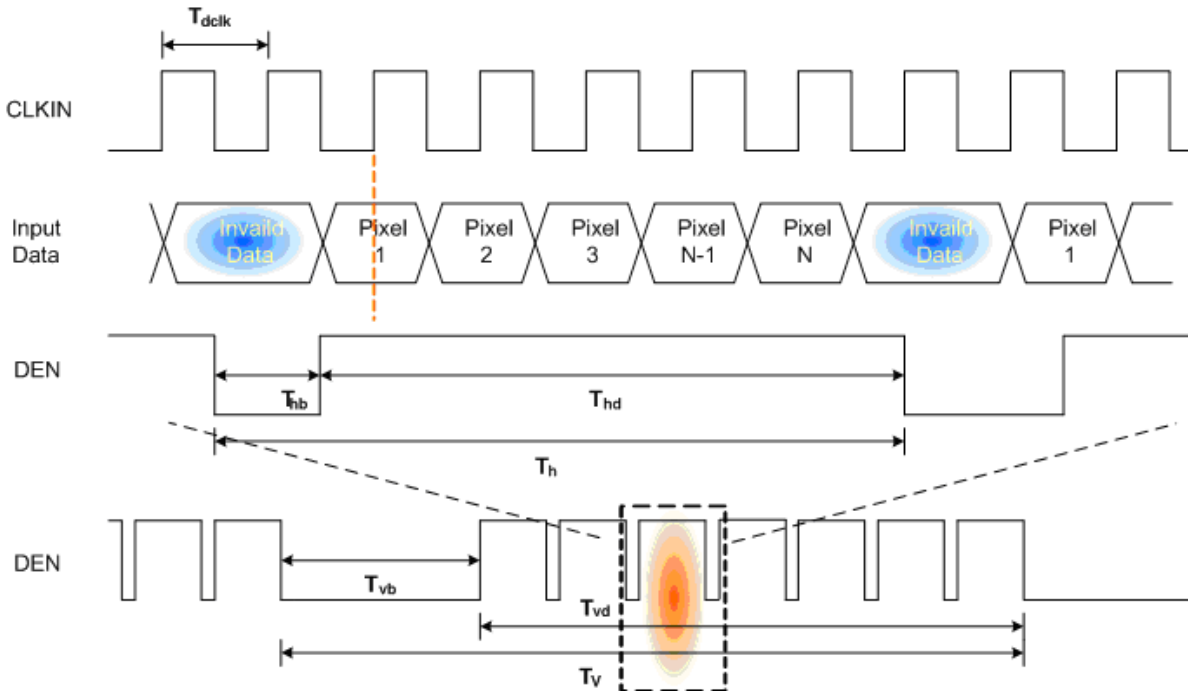 Tdclk
CLKIN
Input
Data
Invaild
Data
Pixel
1
Pixel
2
Pixel
3
Pixel
N-1
Pixel
N
Invaild
Data
Pixel
1
DEN
Thb
Thd
Th
DEN
Tvb
Tvd
TV